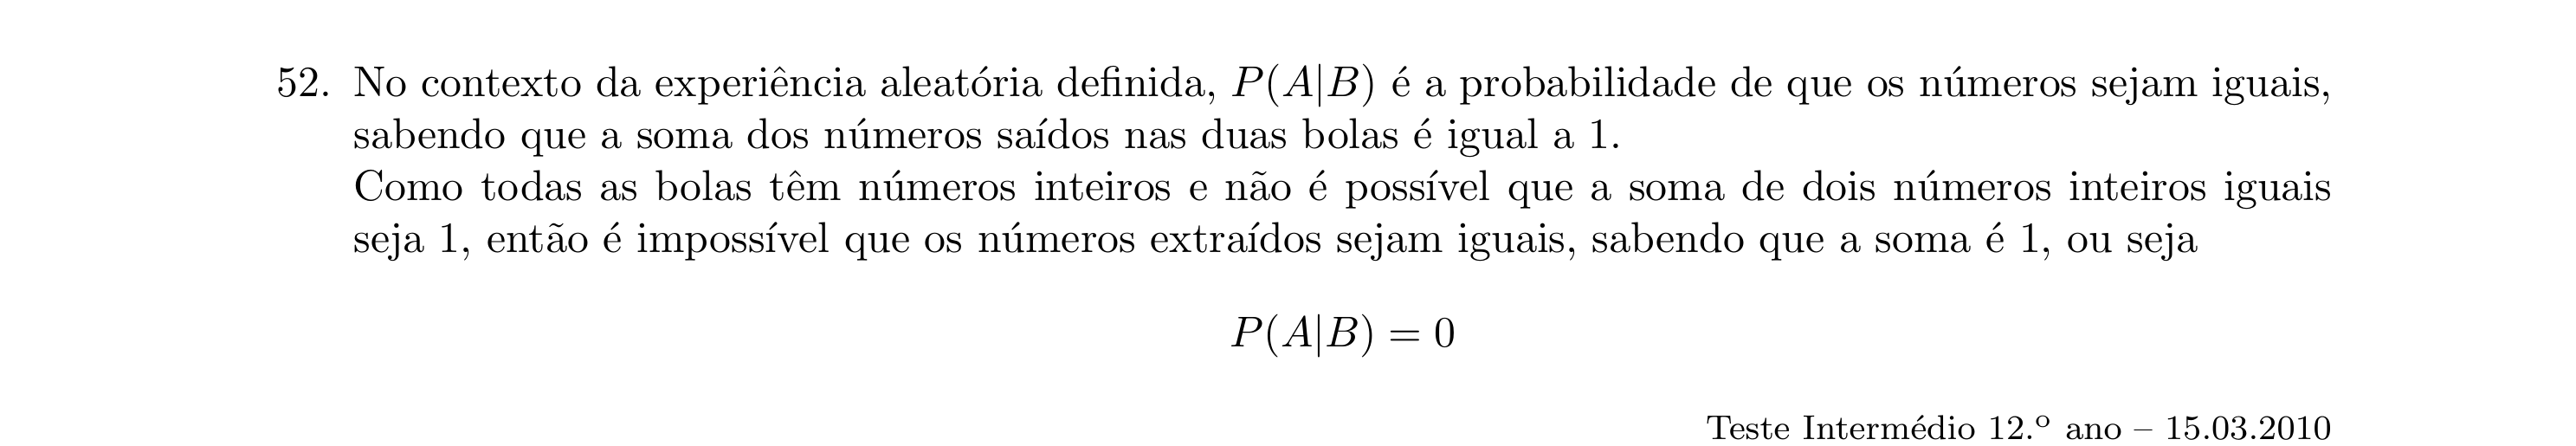 52. No contexto da experiência aleatória definida, P(A|B) é a probabilidade de que os números sejam iguais,
sabendo que a soma dos números saídos nas duas bolas é igual a 1.
Como todas as bolas têm números inteiros e não é possível que a soma de dois números inteiros iguais
seja 1, então é impossível que os números extraídos sejam iguais, sabendo que a soma é 1, ou seja
P(A|B) = 0
Teste Intermédio 12.º ano – 15.03.2010